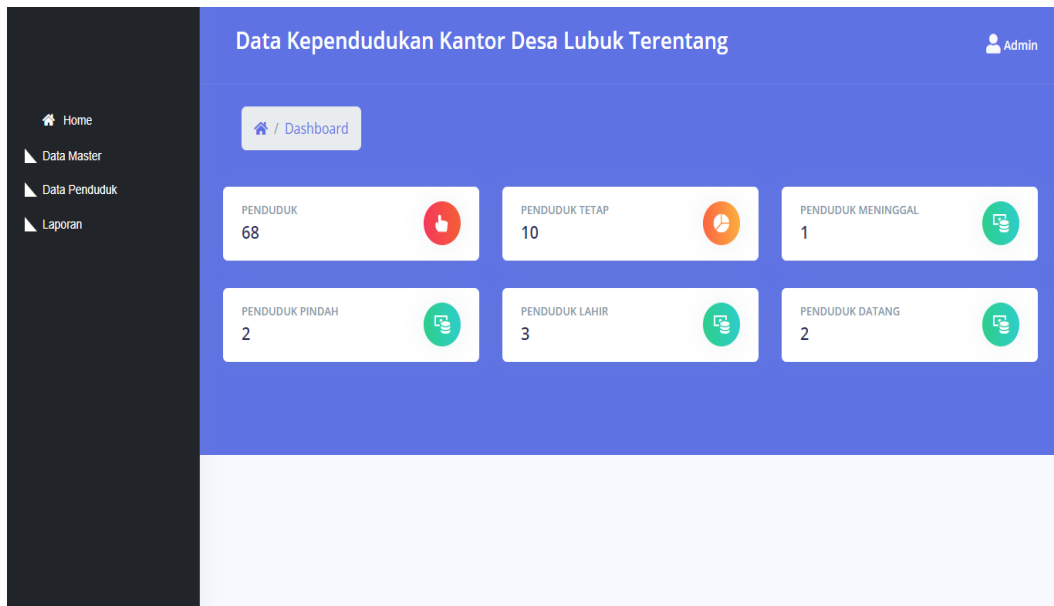 Data Kependudukan Kantor Desa Lubuk Terentang
Admin
Home
Data Master
Data Penduduk
Laporan
/ Dashboard
PENDUDUK
68
PENDUDUK TETAP
10
PENDUDUK MENINGGAL
1
PENDUDUK PINDAH
2
PENDUDUK LAHIR
3
PENDUDUK DATANG
2